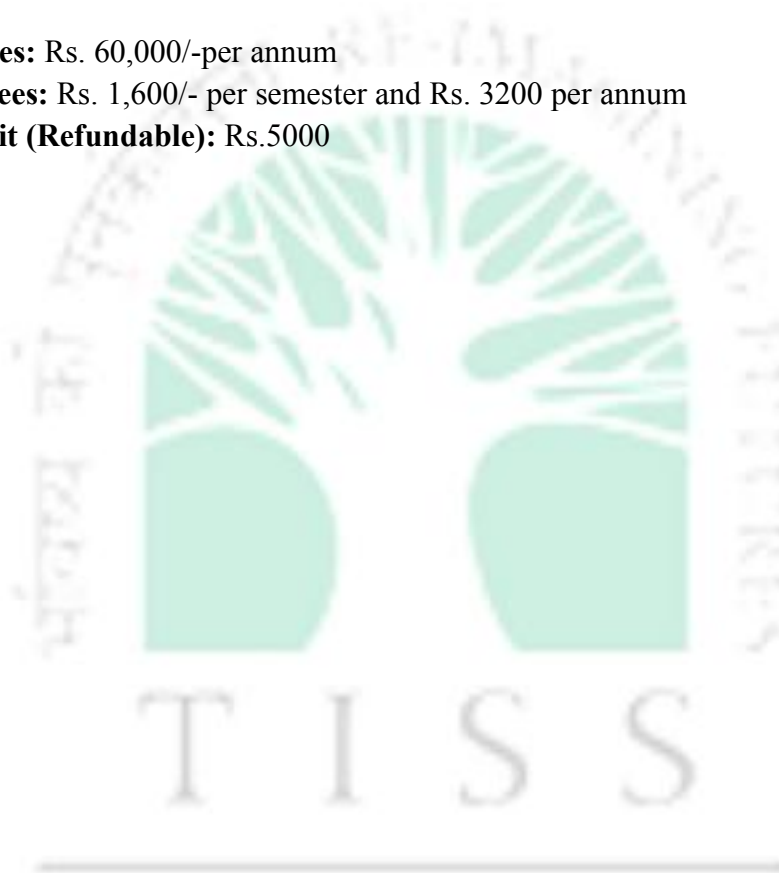 es: Rs. 60,000/-per annum
ees: Rs. 1,600/- per semester and Rs. 3200 per annum
it (Refundable): Rs.5000
T I S S